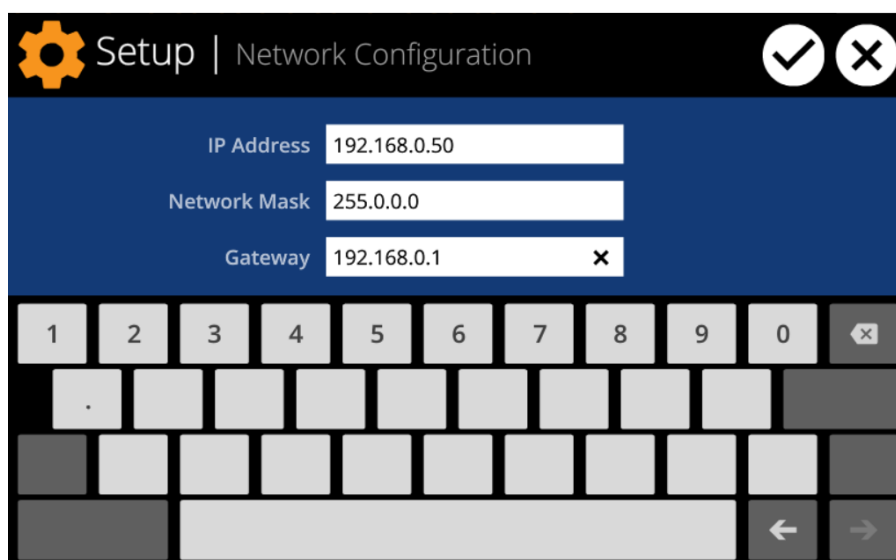 Setup | Network Configuration
IP Address 192.168.0.50
Network Mask 255.0.0.0
Gateway 192.168.0.1
1 2 3 4 5 6 7 8 9 0
.